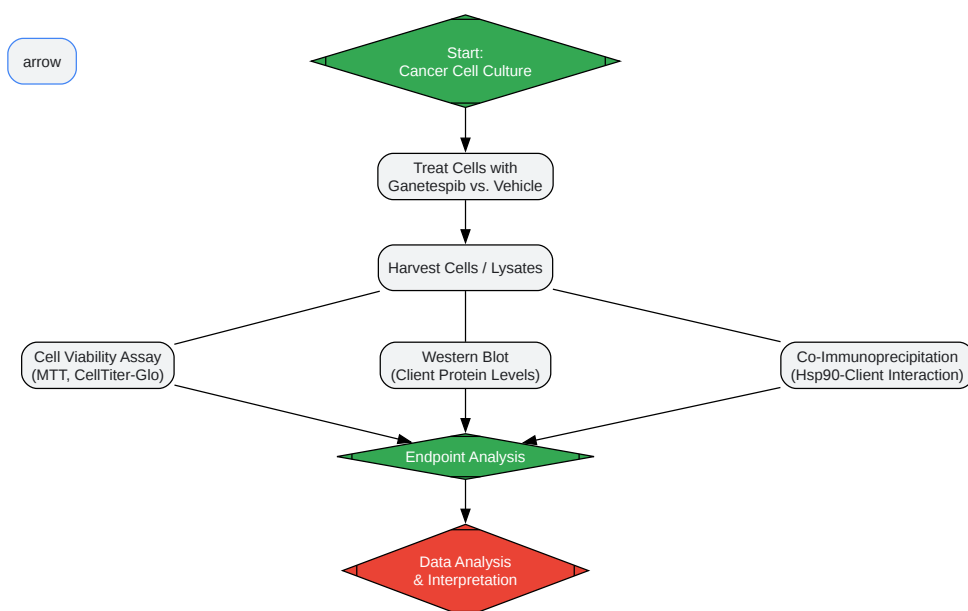 Start:
Cancer Cell Culture
arrow
Treat Cells with
Ganetespib vs. Vehicle
Harvest Cells / Lysates
Cell Viability Assay
(MTT, CellTiter-Glo)
Western Blot
(Client Protein Levels)
Co-Immunoprecipitation
(Hsp90-Client Interaction)
Endpoint Analysis
Data Analysis
& Interpretation